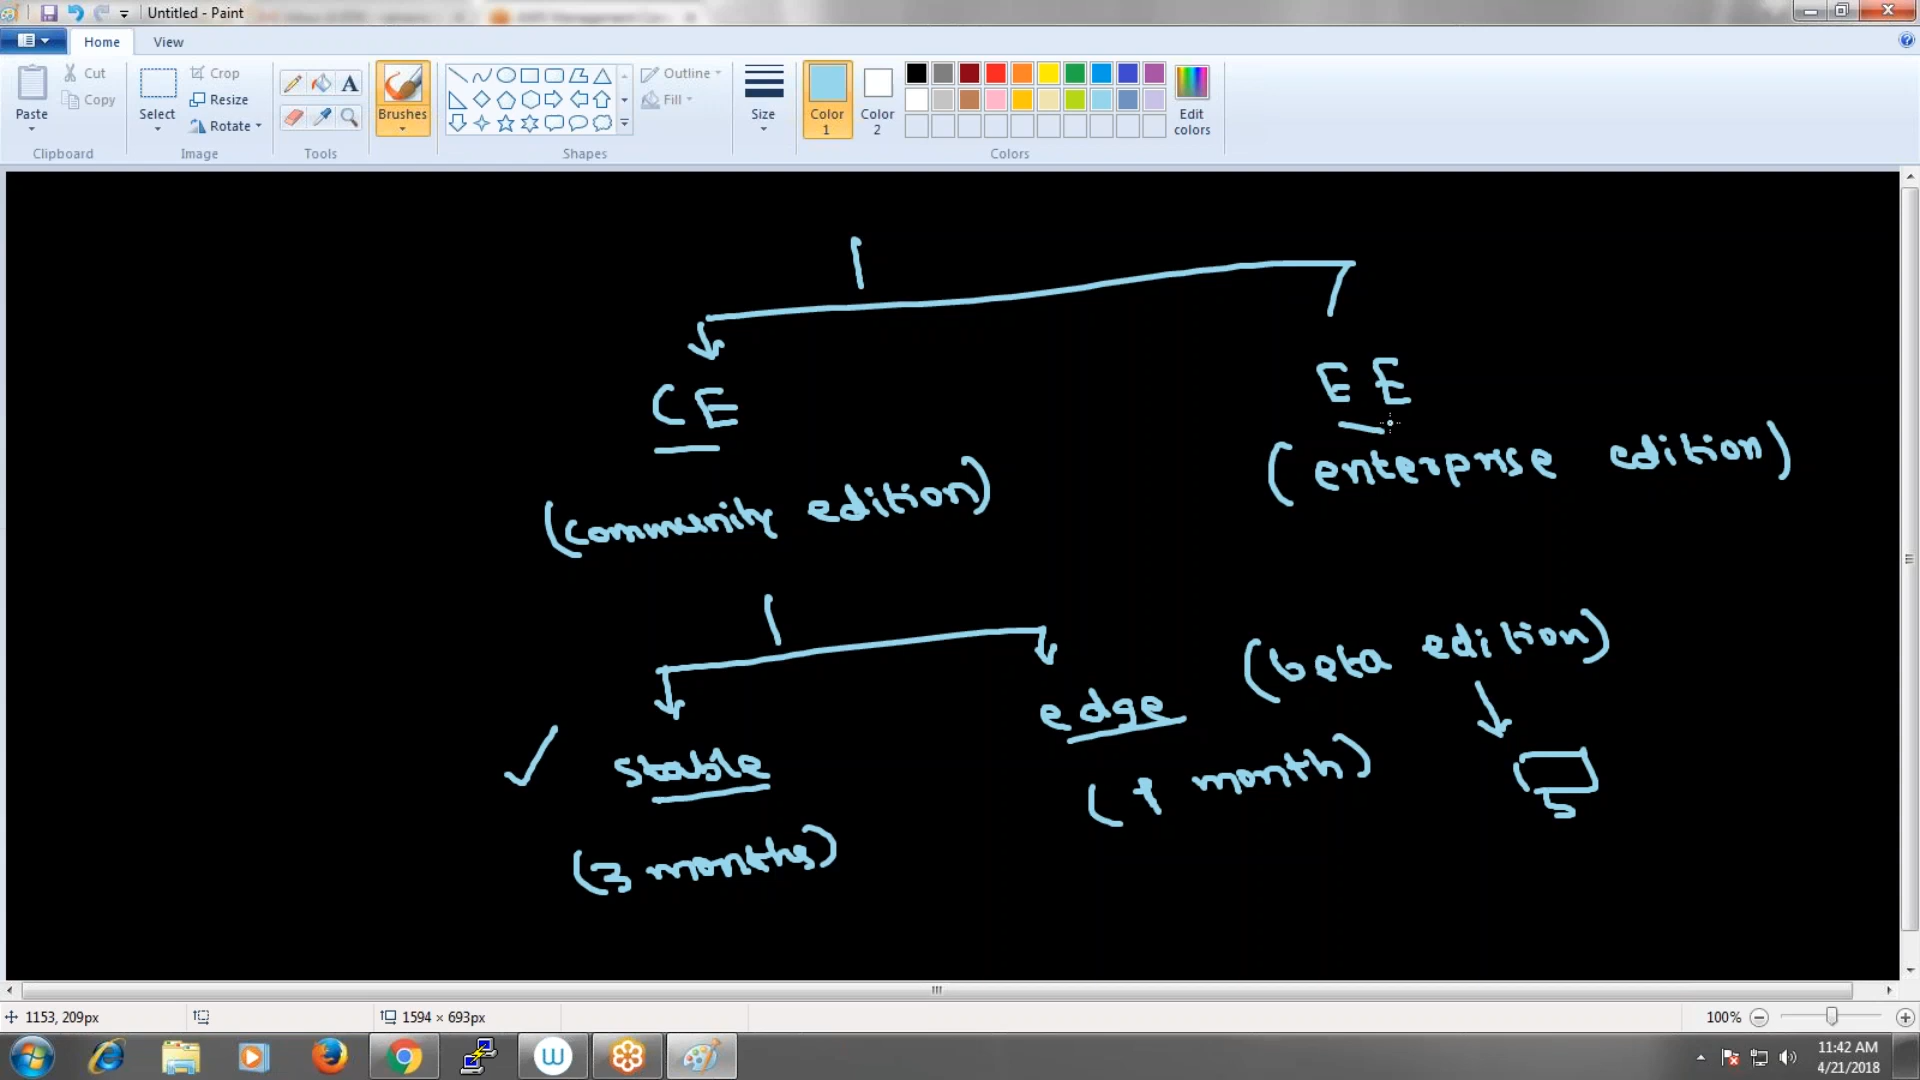 Untitled - Paint
Home View
Cut
Copy
Paste
Clipboard
Select
Crop
Resize
Rotate
Image
Tools
Brushes
Shapes
Outline
Fill
Size
Color 1
Color 2
Edit colors
Colors
CE
EE
(community edition)
(enterprise edition)
stable
edge
(beta edition)
(3 months)
(1 month)
1153, 209px
1594 × 693px
100%
11:42 AM
4/21/2018